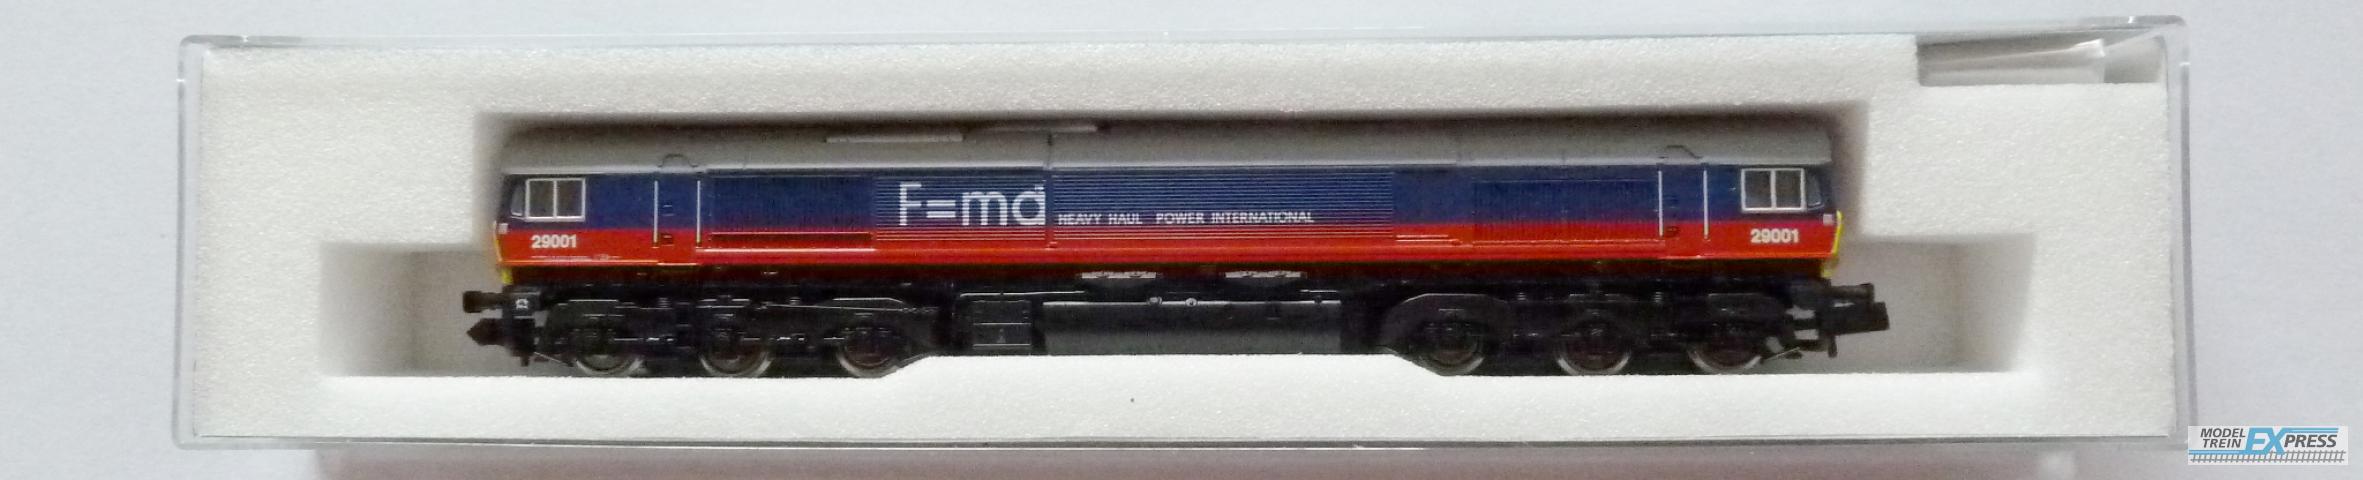 F=ma HEAVY HAUL POWER INTERNATIONAL
29001
29001
MODEL
TREIN EXPRESS